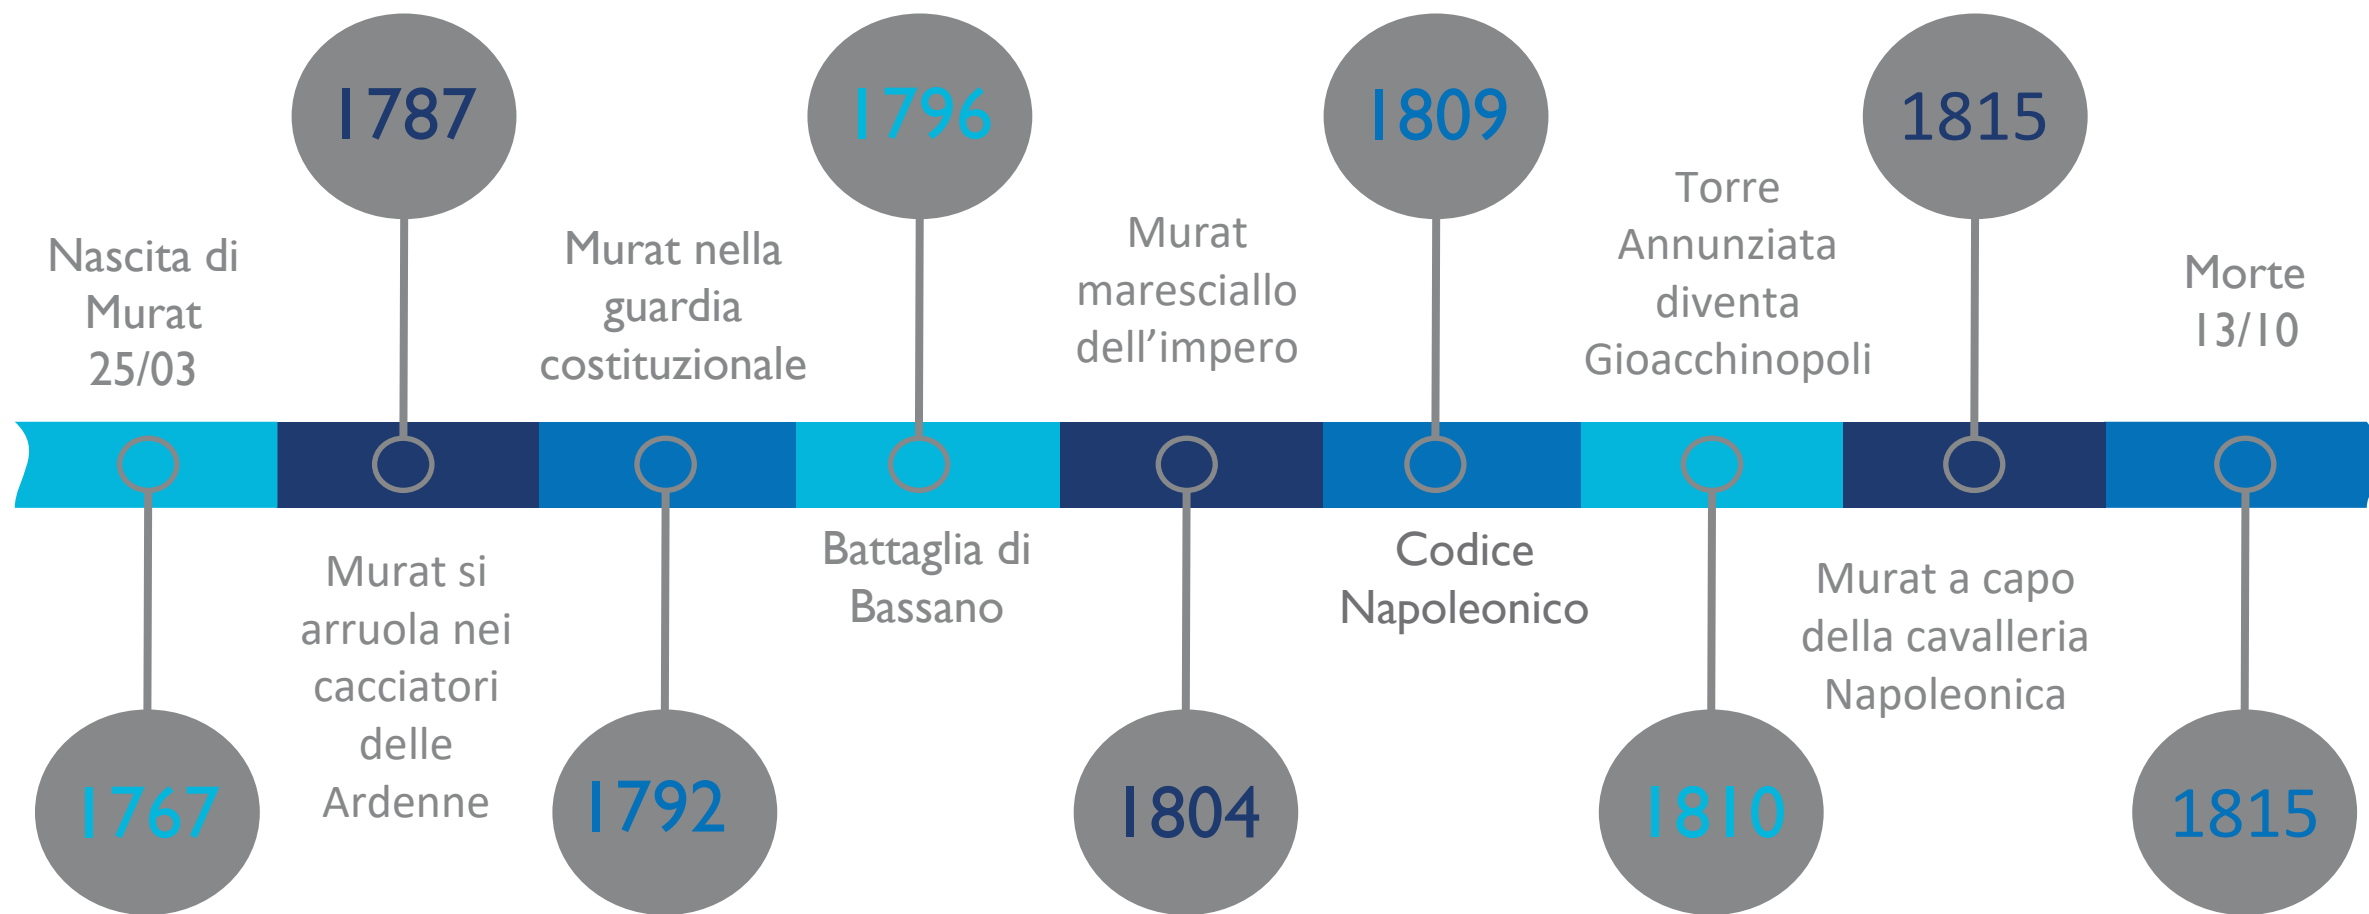 Nascita di
Murat
25/03
1767
1787
Murat si
arruola nei
cacciatori
delle
Ardenne
Murat nella
guardia
costituzionale
1792
1796
Battaglia di
Bassano
Murat
maresciallo
dell’impero
1804
1809
Codice
Napoleonico
Torre
Annunziata
diventa
Gioacchinopoli
1810
1815
Murat a capo
della cavalleria
Napoleonica
Morte
13/10
1815